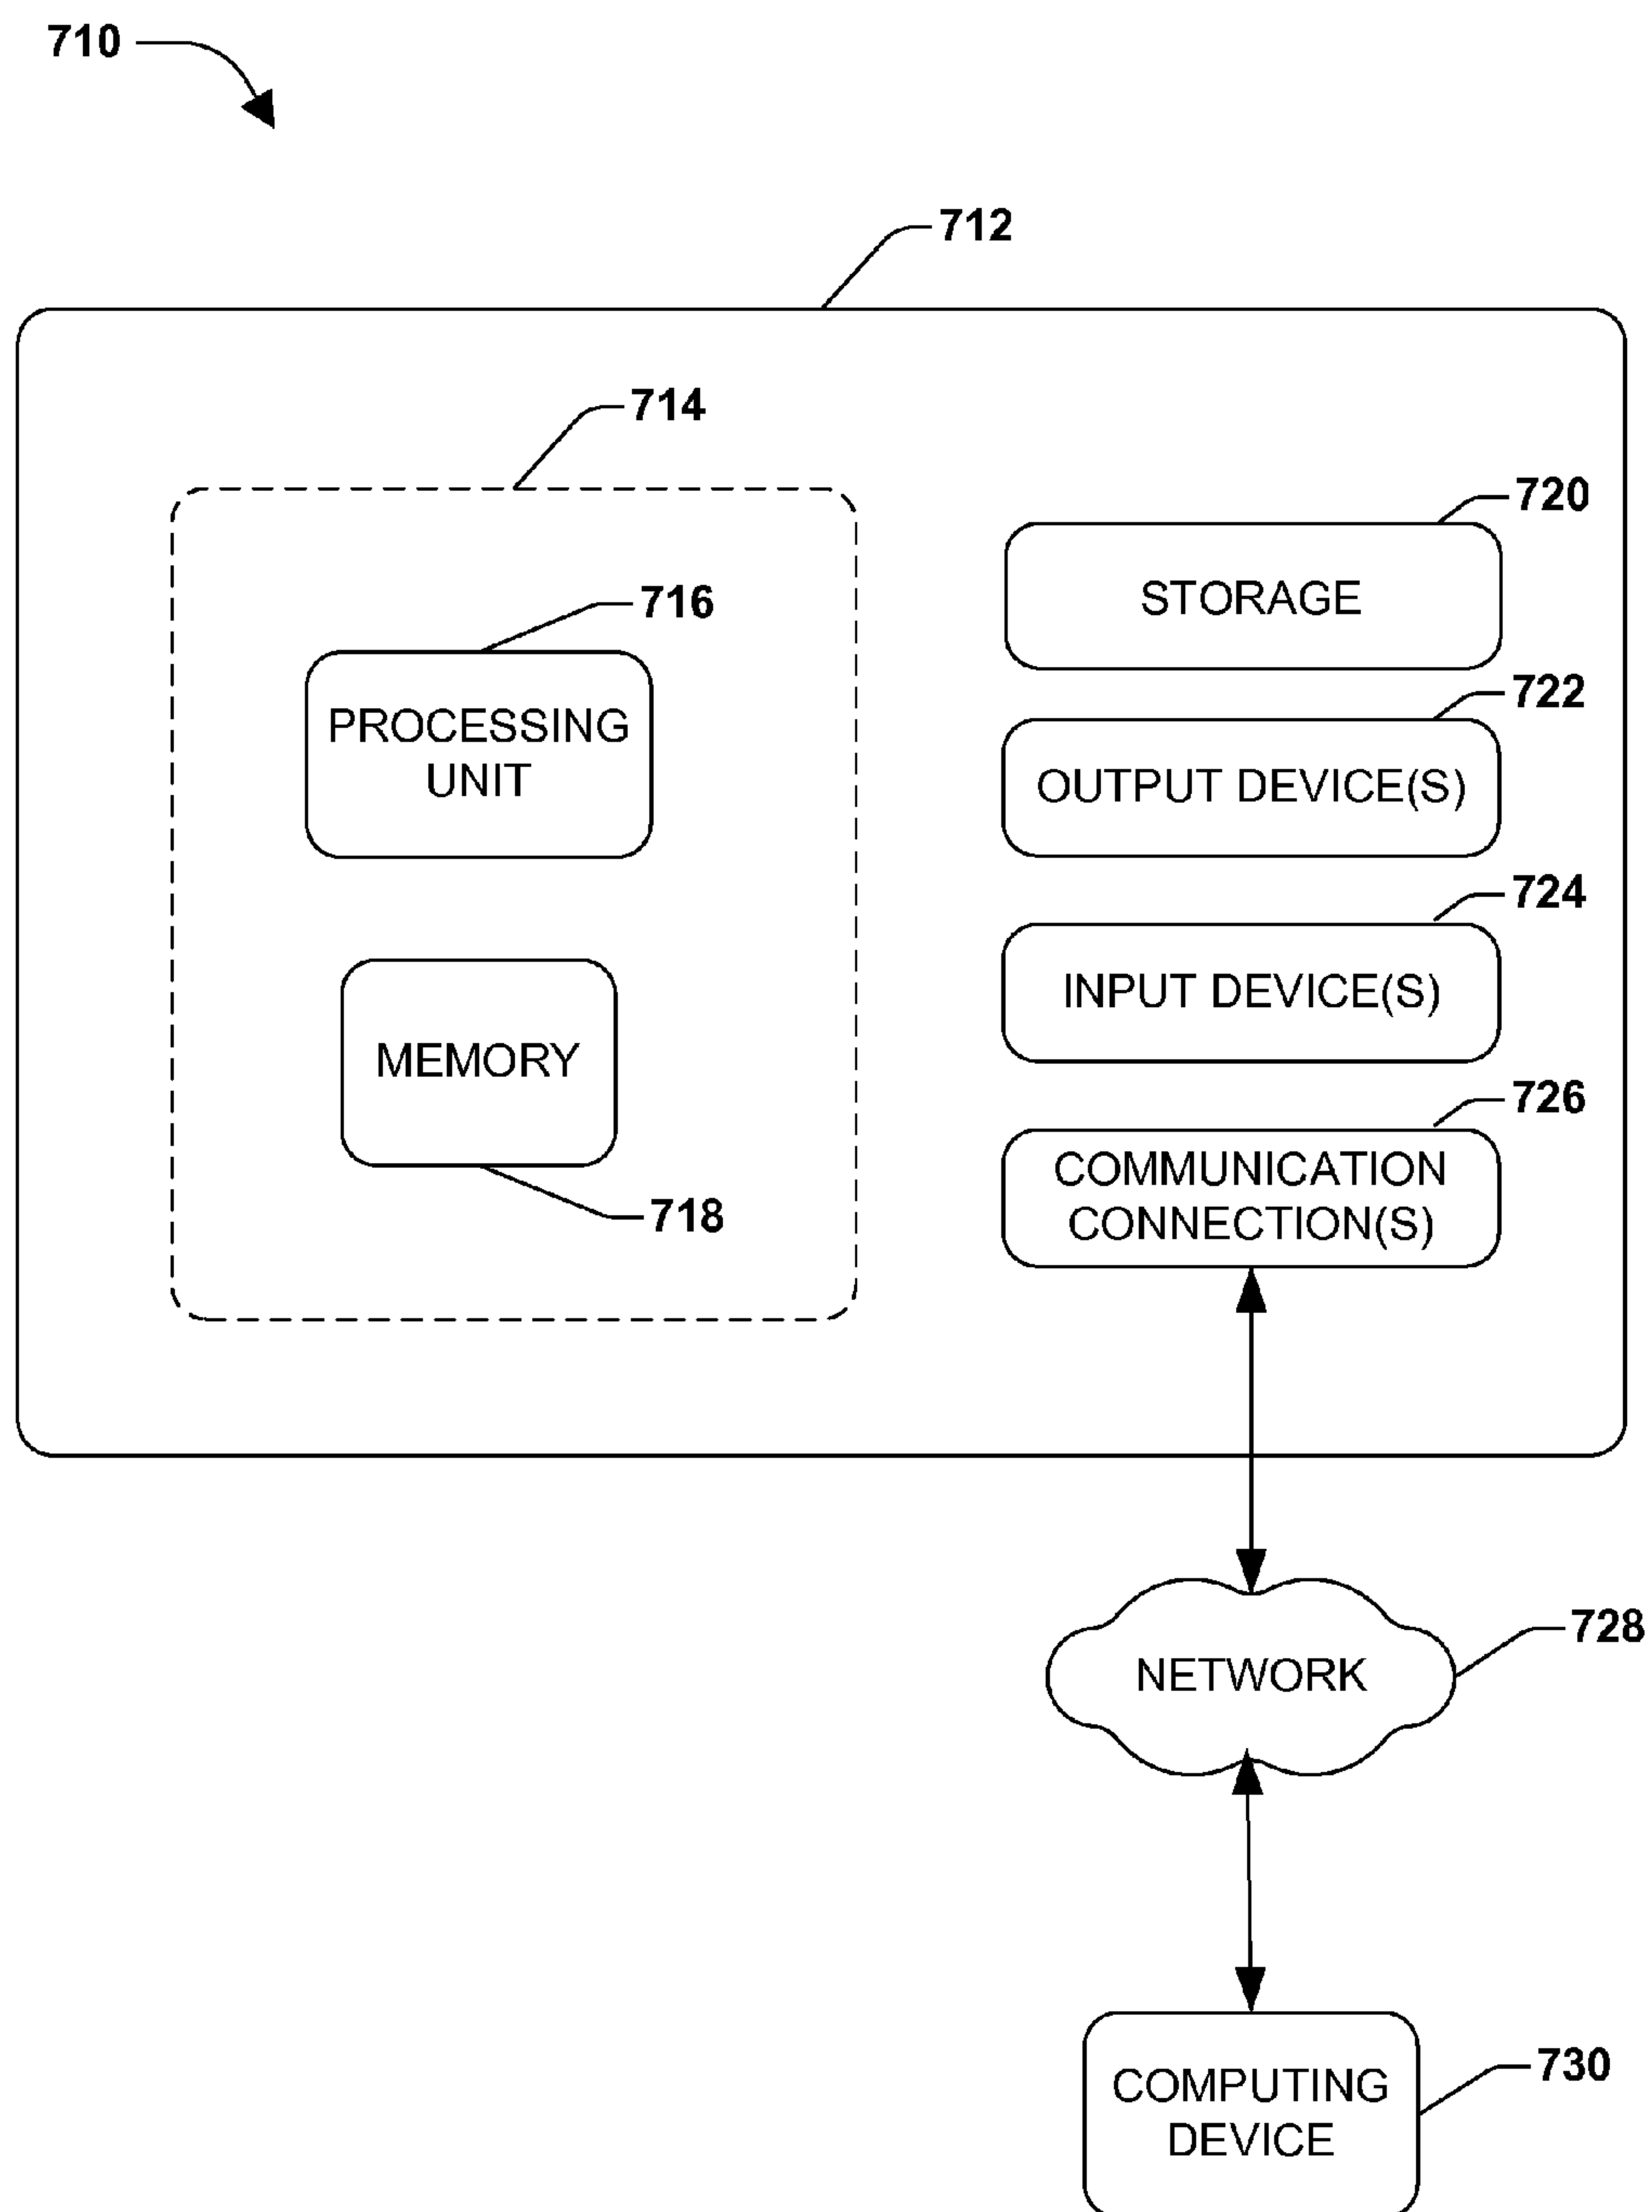 710
712
714
720
STORAGE
716
722
PROCESSING
UNIT
OUTPUT DEVICE(S)
724
INPUT DEVICE(S)
MEMORY
726
COMMUNICATION
CONNECTION(S)
718
728
NETWORK
730
COMPUTING
DEVICE